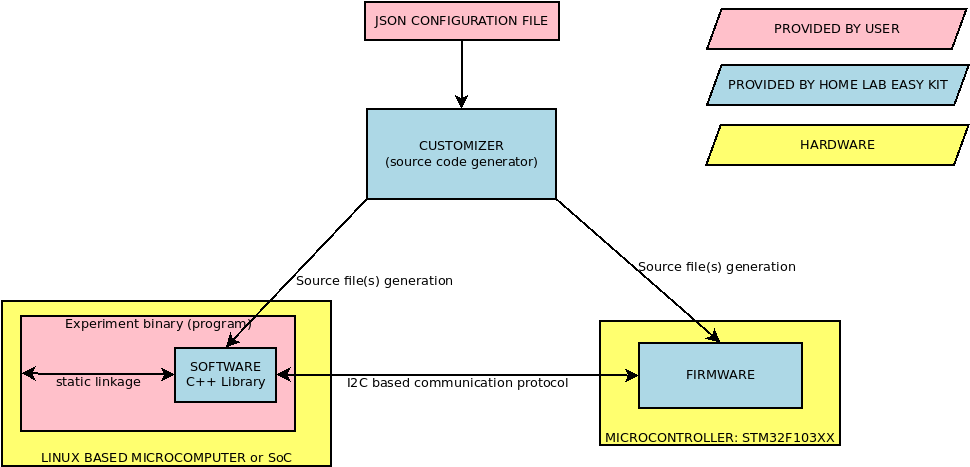 JSON CONFIGURATION FILE
PROVIDED BY USER
PROVIDED BY HOME LAB EASY KIT
HARDWARE
CUSTOMIZER
(source code generator)
Source file(s) generation
Source file(s) generation
Experiment binary (program)
SOFTWARE
C++ Library
static linkage
I2C based communication protocol
FIRMWARE
LINUX BASED MICROCOMPUTER or SoC
MICROCONTROLLER: STM32F103XX